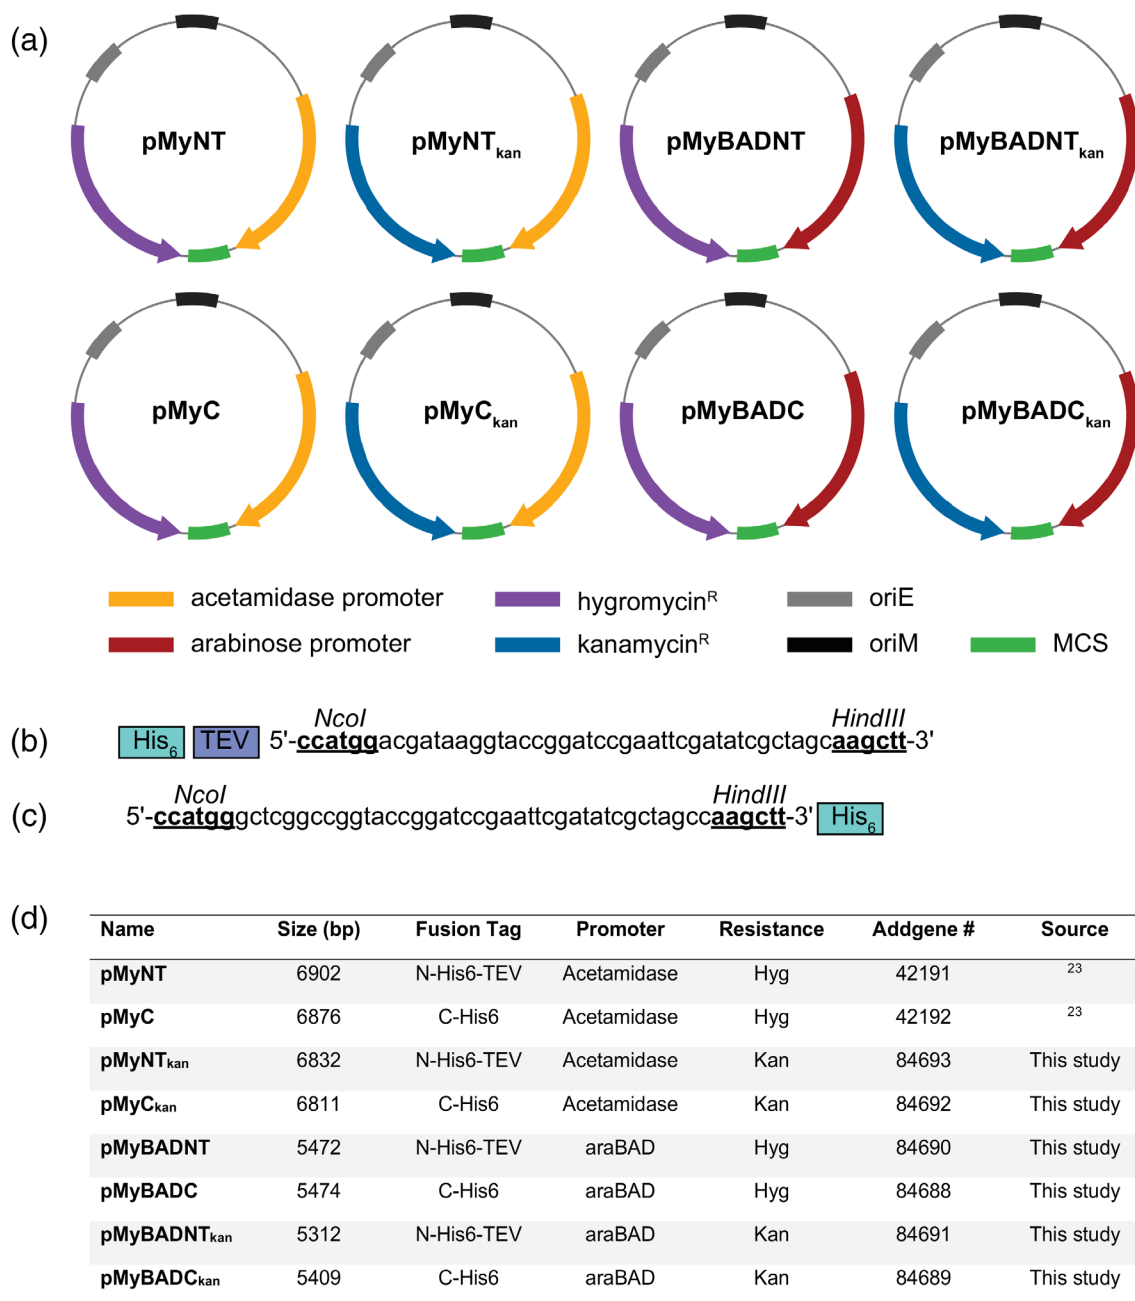 (a)
pMyNT pMyNTkan pMyBADNT pMyBADNTkan
pMyC pMyCkan pMyBADC pMyBADCkan
acetamidase promoter hygromycinR oriE
arabinose promoter kanamycinR oriM MCS
NcoI HindIII
(b) His6 TEV 5'-ccatggacgataaggtaccggatccgaattcgatatcgctagcaagctt-3'
NcoI HindIII
(c) 5'-ccatgggctcggccggtaccggatccgaattcgatatcgctagccaagctt-3' His6
(d)
Name Size (bp) Fusion Tag Promoter Resistance Addgene # Source
pMyNT 6902 N-His6-TEV Acetamidase Hyg 42191 23
pMyC 6876 C-His6 Acetamidase Hyg 42192 23
pMyNTkan 6832 N-His6-TEV Acetamidase Kan 84693 This study
pMyCkan 6811 C-His6 Acetamidase Kan 84692 This study
pMyBADNT 5472 N-His6-TEV araBAD Hyg 84690 This study
pMyBADC 5474 C-His6 araBAD Hyg 84688 This study
pMyBADNTkan 5312 N-His6-TEV araBAD Kan 84691 This study
pMyBADCkan 5409 C-His6 araBAD Kan 84689 This study